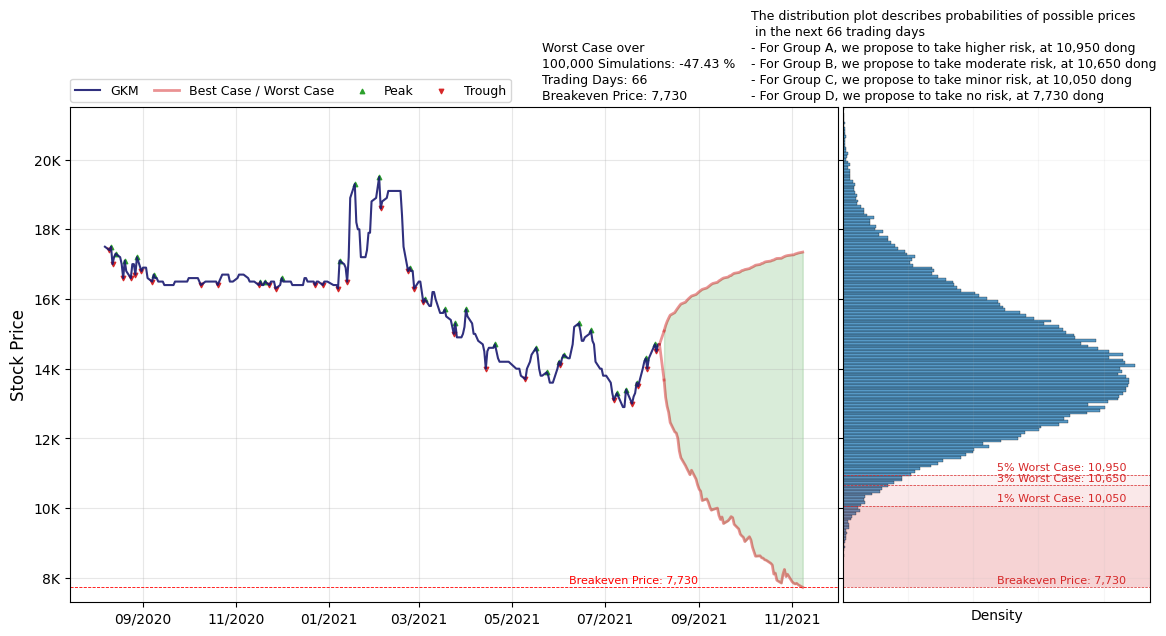 The distribution plot describes probabilities of possible prices
in the next 66 trading days
- For Group A, we propose to take higher risk, at 10,950 dong
- For Group B, we propose to take moderate risk, at 10,650 dong
- For Group C, we propose to take minor risk, at 10,050 dong
- For Group D, we propose to take no risk, at 7,730 dong
Worst Case over
100,000 Simulations: -47.43 %
Trading Days: 66
Breakeven Price: 7,730
GKM
Best Case / Worst Case
Peak
Trough
Stock Price
20K
18K
16K
14K
12K
10K
8K
Breakeven Price: 7,730
09/2020
11/2020
01/2021
03/2021
05/2021
07/2021
09/2021
11/2021
5% Worst Case: 10,950
3% Worst Case: 10,650
1% Worst Case: 10,050
Breakeven Price: 7,730
Density